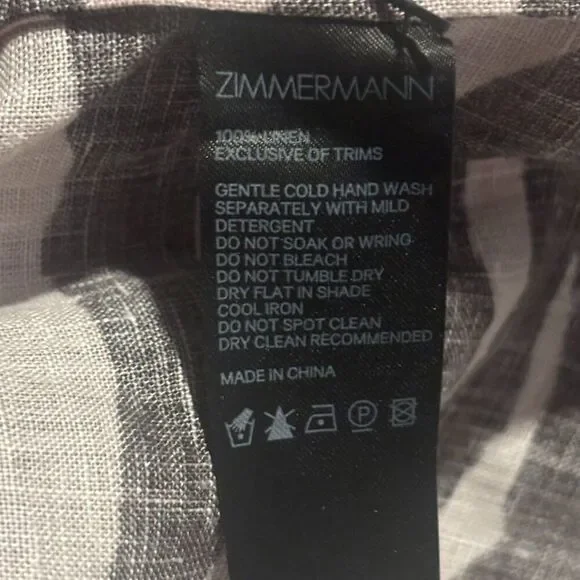 ZIMMERMANN
100% LINEN
EXCLUSIVE OF TRIMS
GENTLE COLD HAND WASH
SEPARATELY WITH MILD
DETERGENT
DO NOT SOAK OR WRING
DO NOT BLEACH
DO NOT TUMBLE DRY
DRY FLAT IN SHADE
COOL IRON
DO NOT SPOT CLEAN
DRY CLEAN RECOMMENDED
MADE IN CHINA
P